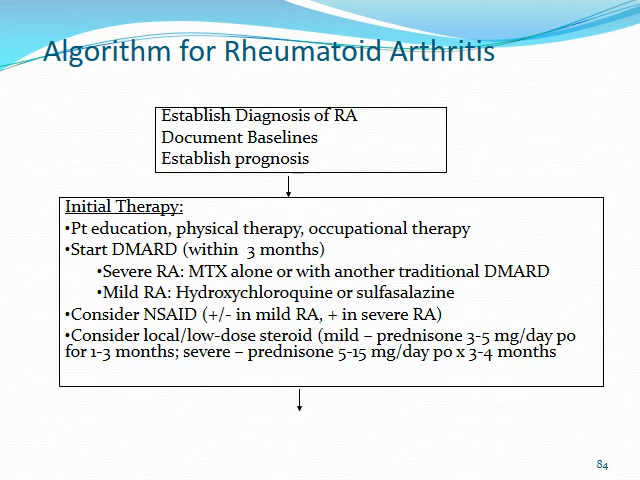 Algorithm for Rheumatoid Arthritis
Establish Diagnosis of RA
Document Baselines
Establish prognosis
Initial Therapy:
•Pt education, physical therapy, occupational therapy
•Start DMARD (within  3 months)
•Severe RA: MTX alone or with another traditional DMARD
•Mild RA: Hydroxychloroquine or sulfasalazine
•Consider NSAID (+/- in mild RA, + in severe RA)
•Consider local/low-dose steroid (mild – prednisone 3-5 mg/day po
for 1-3 months; severe – prednisone 5-15 mg/day po x 3-4 months
84